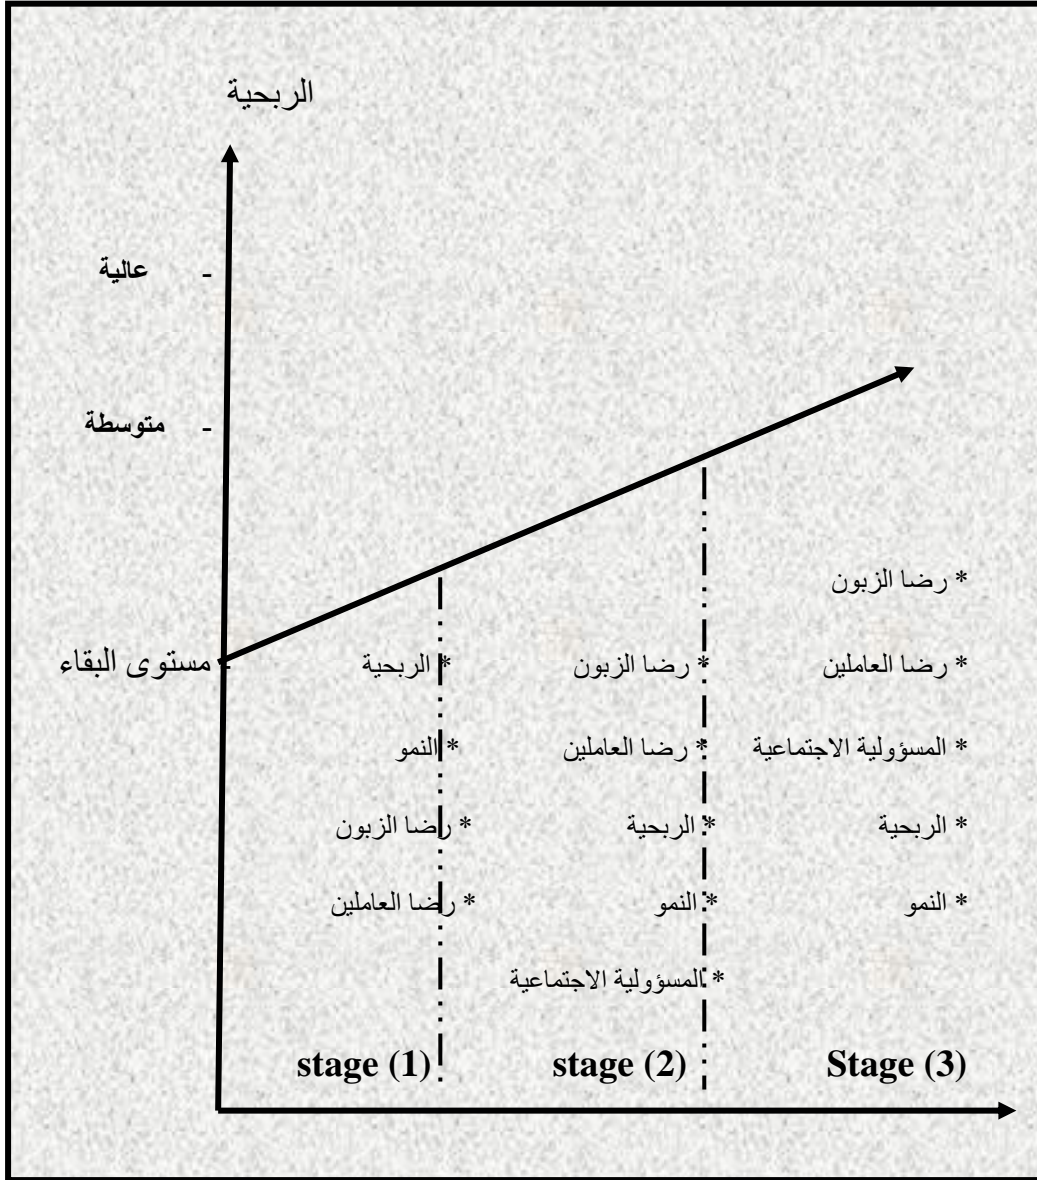 الربحية
عالية -
متوسطة -
مستوى البقاء -
* الربحية
* النمو
* رضا الزبون
* رضا العاملين
stage (1)
* رضا الزبون
* رضا العاملين
* الربحية
* النمو
* المسؤولية الاجتماعية
stage (2)
* رضا الزبون
* رضا العاملين
* المسؤولية الاجتماعية
* الربحية
* النمو
Stage (3)